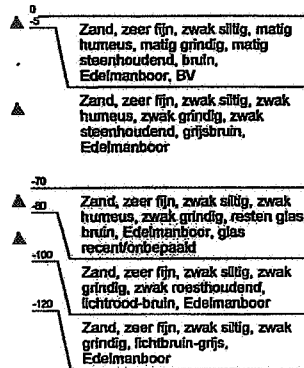 0
-5
Zand, zeer fijn, zwak siltig, matig
humeus, matig grindig, matig
steenhoudend, bruin,
Edelmanboor, BV
Zand, zeer fijn, zwak siltig, zwak
humeus, zwak grindig, zwak
steenhoudend, grijsbruin,
Edelmanboor
-70
-80
Zand, zeer fijn, zwak siltig, zwak
humeus, zwak grindig, resten glas
bruin, Edelmanboor, glas
recent/onbepaald
-100
Zand, zeer fijn, zwak siltig, zwak
grindig, zwak roesthoudend,
lichtrood-bruin, Edelmanboor
-120
Zand, zeer fijn, zwak siltig, zwak
grindig, lichtbruin-grijs,
Edelmanboor